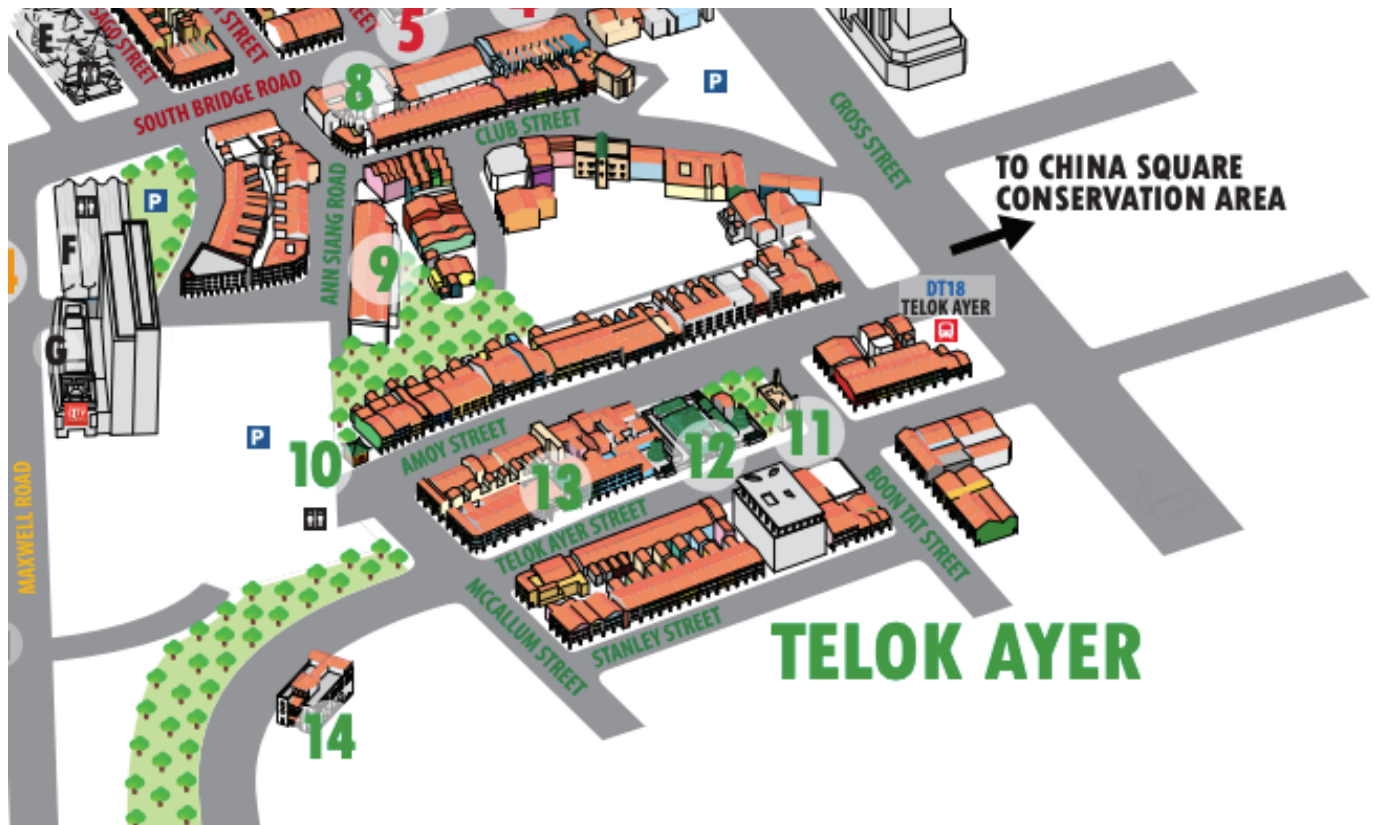 E
SAGO STREET
STREET
5
8
SOUTH BRIDGE ROAD
P
CLUB STREET
CROSS STREET
TO CHINA SQUARE
CONSERVATION AREA
P
F
ANN SIANG ROAD
9
DT18
TELOK AYER
G
10
P
AMOY STREET
11
12
13
BOON TAT STREET
TELOK AYER STREET
MAXWELL ROAD
MCCALLUM STREET
STANLEY STREET
TELOK AYER
14